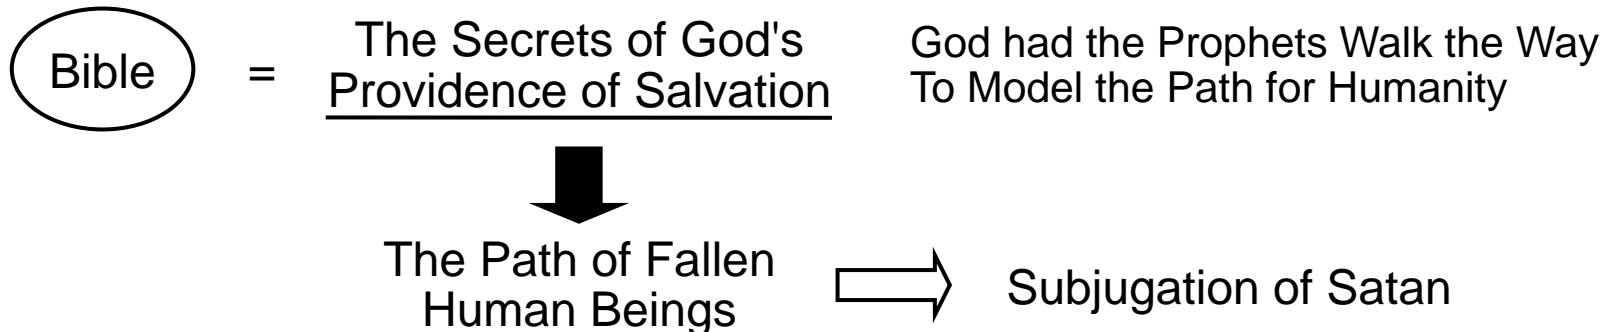 Bible
=
The Secrets of God's
Providence of Salvation
God had the Prophets Walk the Way
To Model the Path for Humanity
The Path of Fallen
Human Beings
Subjugation of Satan